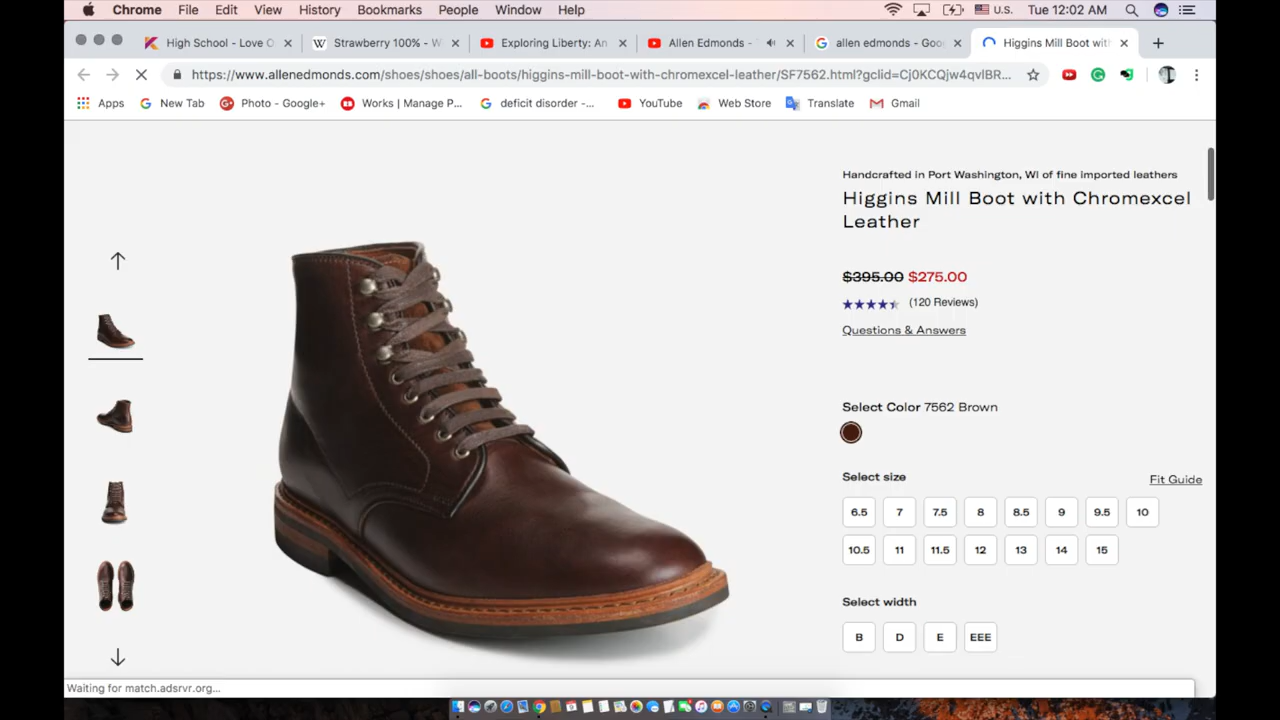 Chrome File Edit View History Bookmarks People Window Help U.S. Tue 12:02 AM
High School - Love O Strawberry 100% - W Exploring Liberty: An Allen Edmonds - allen edmonds - Goo Higgins Mill Boot with
https://www.allenedmonds.com/shoes/shoes/all-boots/higgins-mill-boot-with-chromexcel-leather/SF7562.html?gclid=Cj0KCQjw4qvlBR...
Apps New Tab Photo - Google+ Works | Manage P... deficit disorder -... YouTube Web Store Translate Gmail
Handcrafted in Port Washington, WI of fine imported leathers
Higgins Mill Boot with Chromexcel
Leather
$395.00 $275.00
(120 Reviews)
Questions & Answers
Select Color 7562 Brown
Select size Fit Guide
6.5 7 7.5 8 8.5 9 9.5 10
10.5 11 11.5 12 13 14 15
Select width
B D E EEE
Waiting for match.adsrvr.org...